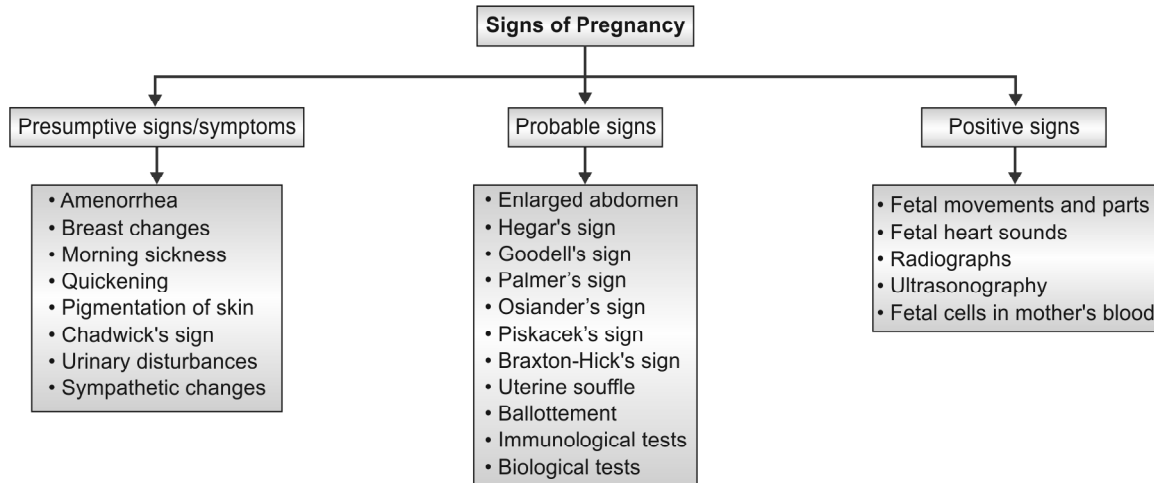 Signs of Pregnancy
Presumptive signs/symptoms
• Amenorrhea
• Breast changes
• Morning sickness
• Quickening
• Pigmentation of skin
• Chadwick's sign
• Urinary disturbances
• Sympathetic changes
Probable signs
• Enlarged abdomen
• Hegar's sign
• Goodell's sign
• Palmer’s sign
• Osiander’s sign
• Piskacek’s sign
• Braxton-Hick's sign
• Uterine souffle
• Ballottement
• Immunological tests
• Biological tests
Positive signs
• Fetal movements and parts
• Fetal heart sounds
• Radiographs
• Ultrasonography
• Fetal cells in mother's blood